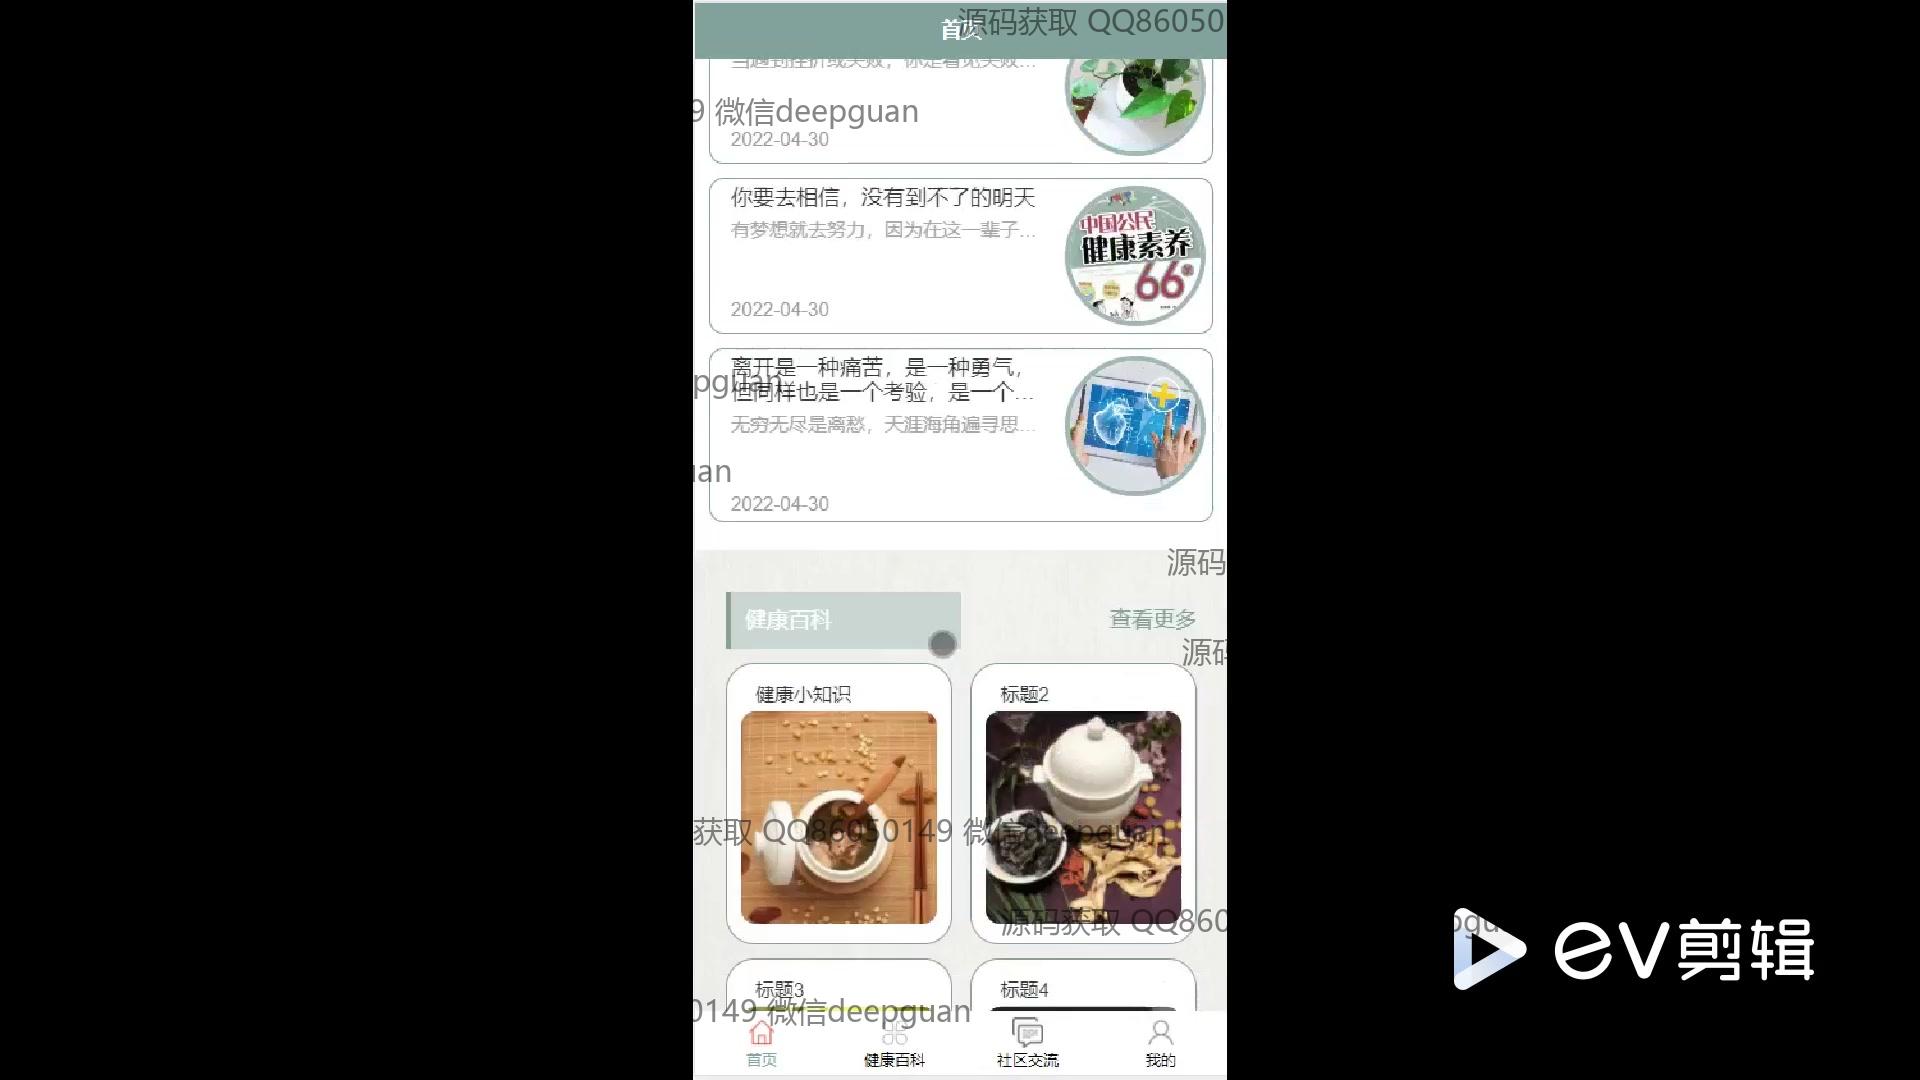 首页
源码获取 QQ86050
当遇到挫折或失败，你是看见失败...
9 微信deepguan
2022-04-30
你要去相信，没有到不了的明天
有梦想就去努力，因为在这一辈子...
2022-04-30
中国公民
健康素养
66
离开是一种痛苦，是一种勇气，
但同样也是一个考验，是一个...
pguan
无穷无尽是离愁，天涯海角遍寻思...
uan
2022-04-30
源码
健康百科
查看更多
源码
健康小知识
标题2
获取 QQ86050149 微信deepguan
源码获取 QQ860
pgu
ev剪辑
标题3
标题4
0149 微信deepguan
首页
健康百科
社区交流
我的